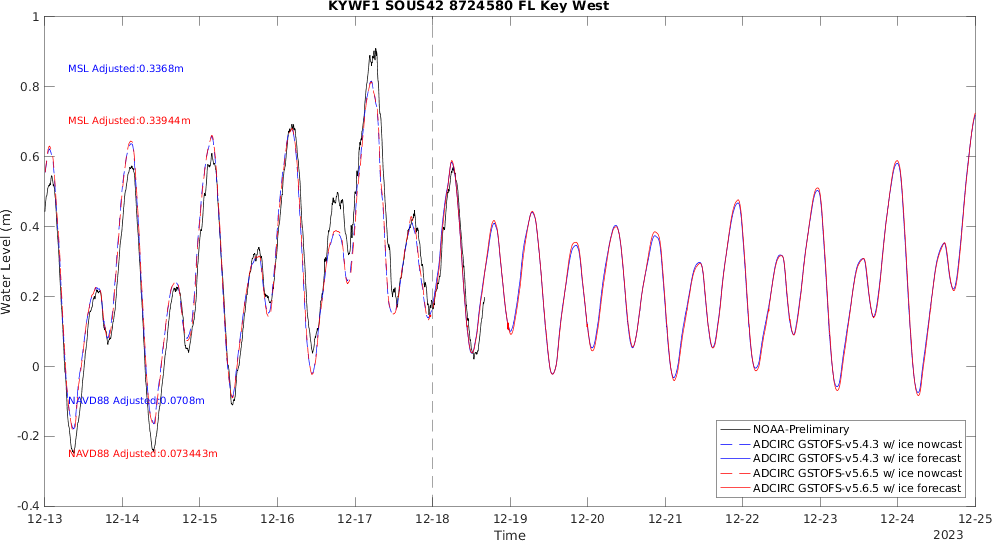 KYWF1 SOUS42 8724580 FL Key West
1
0.8
0.6
0.4
0.2
0
-0.2
-0.4
Water Level (m)
MSL Adjusted:0.3368m
MSL Adjusted:0.33944m
NAVD88 Adjusted:0.0708m
NAVD88 Adjusted:0.073443m
NOAA-Preliminary
ADCIRC GSTOFS-v5.4.3 w/ ice nowcast
ADCIRC GSTOFS-v5.4.3 w/ ice forecast
ADCIRC GSTOFS-v5.6.5 w/ ice nowcast
ADCIRC GSTOFS-v5.6.5 w/ ice forecast
12-13 12-14 12-15 12-16 12-17 12-18 12-19 12-20 12-21 12-22 12-23 12-24 12-25
Time
2023